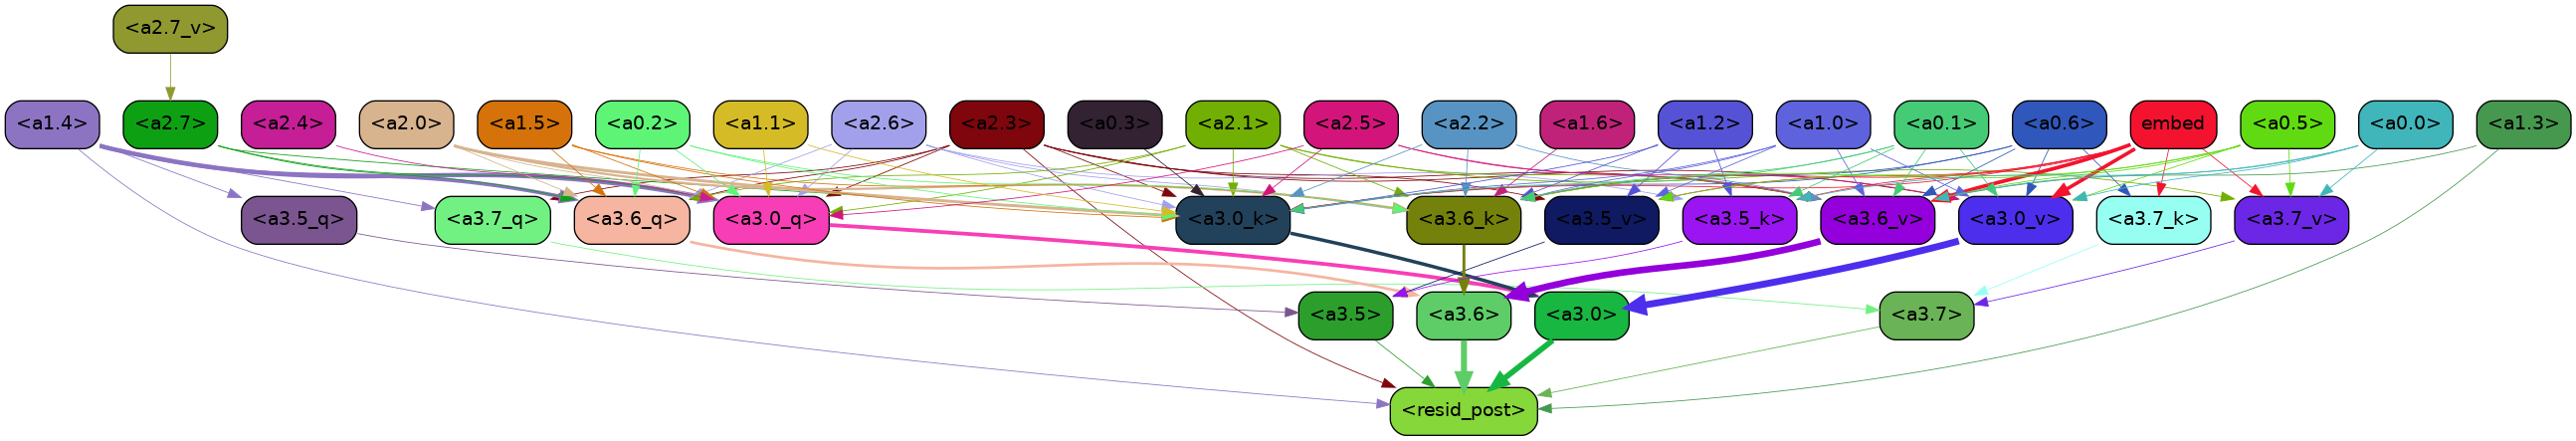 <a2.7_v>
<a1.4> <a2.7> <a2.4> <a2.0> <a1.5> <a0.2> <a1.1> <a2.6> <a2.3> <a0.3> <a2.1> <a2.5> <a2.2> <a1.6> <a1.2> <a1.0> <a0.1> <a0.6> embed <a0.5> <a0.0> <a1.3>
<a3.5_q> <a3.7_q> <a3.6_q> <a3.0_q> <a3.0_k> <a3.6_k> <a3.5_v> <a3.5_k> <a3.6_v> <a3.0_v> <a3.7_k> <a3.7_v>
<a3.5> <a3.6> <a3.0> <a3.7>
<resid_post>